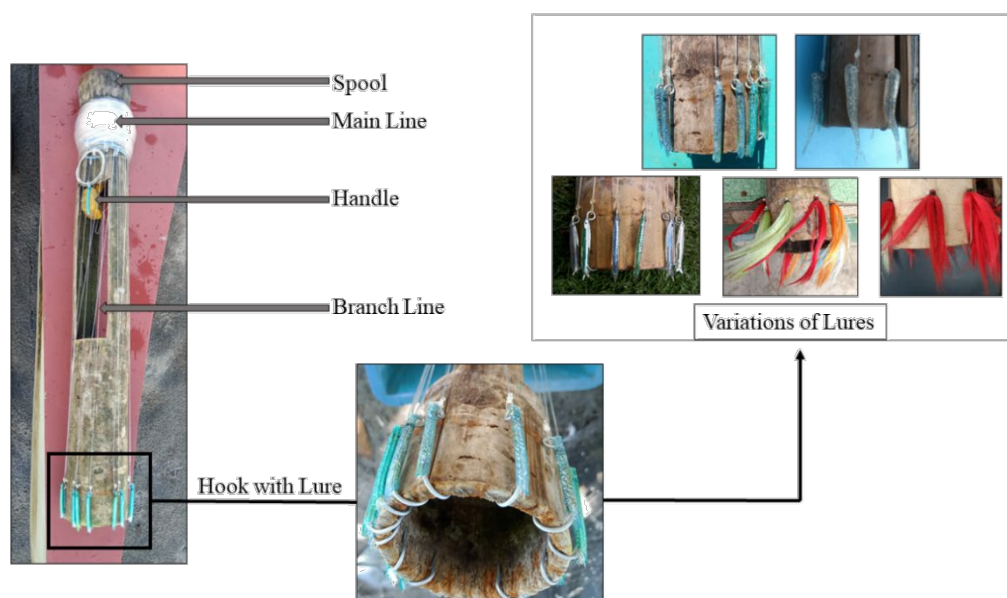 Spool
Main Line
Handle
Branch Line
Hook with Lure
Variations of Lures